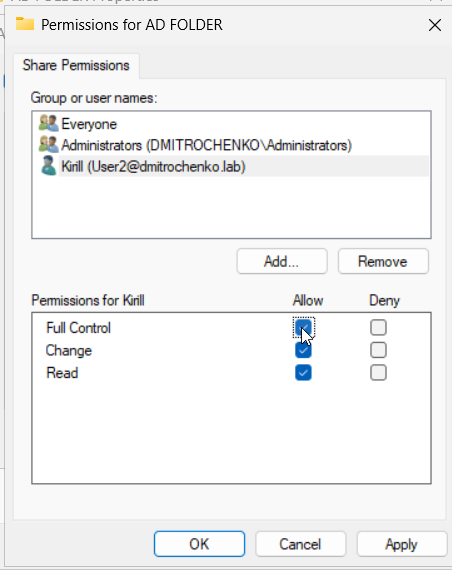 Permissions for AD FOLDER
Share Permissions
Group or user names:
Everyone
Administrators (DMITROCHENKO\Administrators)
Kirill (User2@dmitrochenko.lab)
Add... Remove
Permissions for Kirill Allow Deny
Full Control
Change
Read
OK Cancel Apply